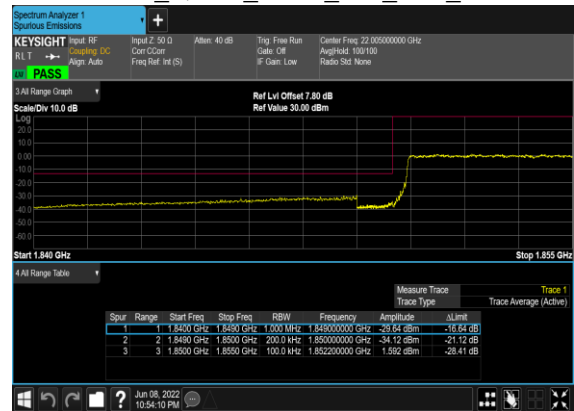 Spectrum Analyzer 1
Spurious Emissions
+
KEYSIGHT Input: RF Input Z: 50 Ω Atten: 40 dB Trig: Free Run Center Freq: 22.005000000 GHz
RLT Coupling: DC Corr CCorr Gate: Off Avg|Hold: 100/100
Align: Auto Freq Ref: Int (S) IF Gain: Low Radio Std: None
PASS
3 All Range Graph
Ref Lvl Offset 7.80 dB
Scale/Div 10.0 dB Ref Value 30.00 dBm
Log
20.0
10.0
0.00
-10.0
-20.0
-30.0
-40.0
-50.0
-60.0
Start 1.840 GHz Stop 1.855 GHz
4 All Range Table
Measure Trace Trace 1
Trace Type Trace Average (Active)
Spur Range Start Freq Stop Freq RBW Frequency Amplitude ΔLimit
1 1 1.8400 GHz 1.8490 GHz 1.000 MHz 1.849000000 GHz -29.64 dBm -16.64 dB
2 2 1.8490 GHz 1.8500 GHz 200.0 kHz 1.850000000 GHz -34.12 dBm -21.12 dB
3 3 1.8500 GHz 1.8550 GHz 100.0 kHz 1.852200000 GHz 1.592 dBm -28.41 dB
? Jun 08, 2022
10:54:10 PM